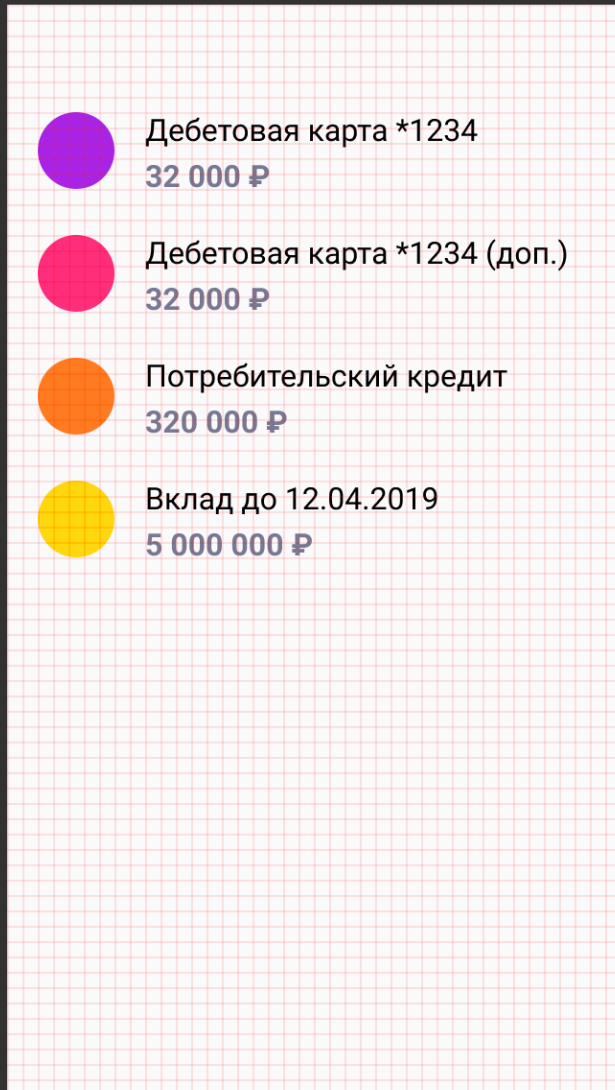 Дебетовая карта *1234
32 000 ₽
Дебетовая карта *1234 (доп.)
32 000 ₽
Потребительский кредит
320 000 ₽
Вклад до 12.04.2019
5 000 000 ₽